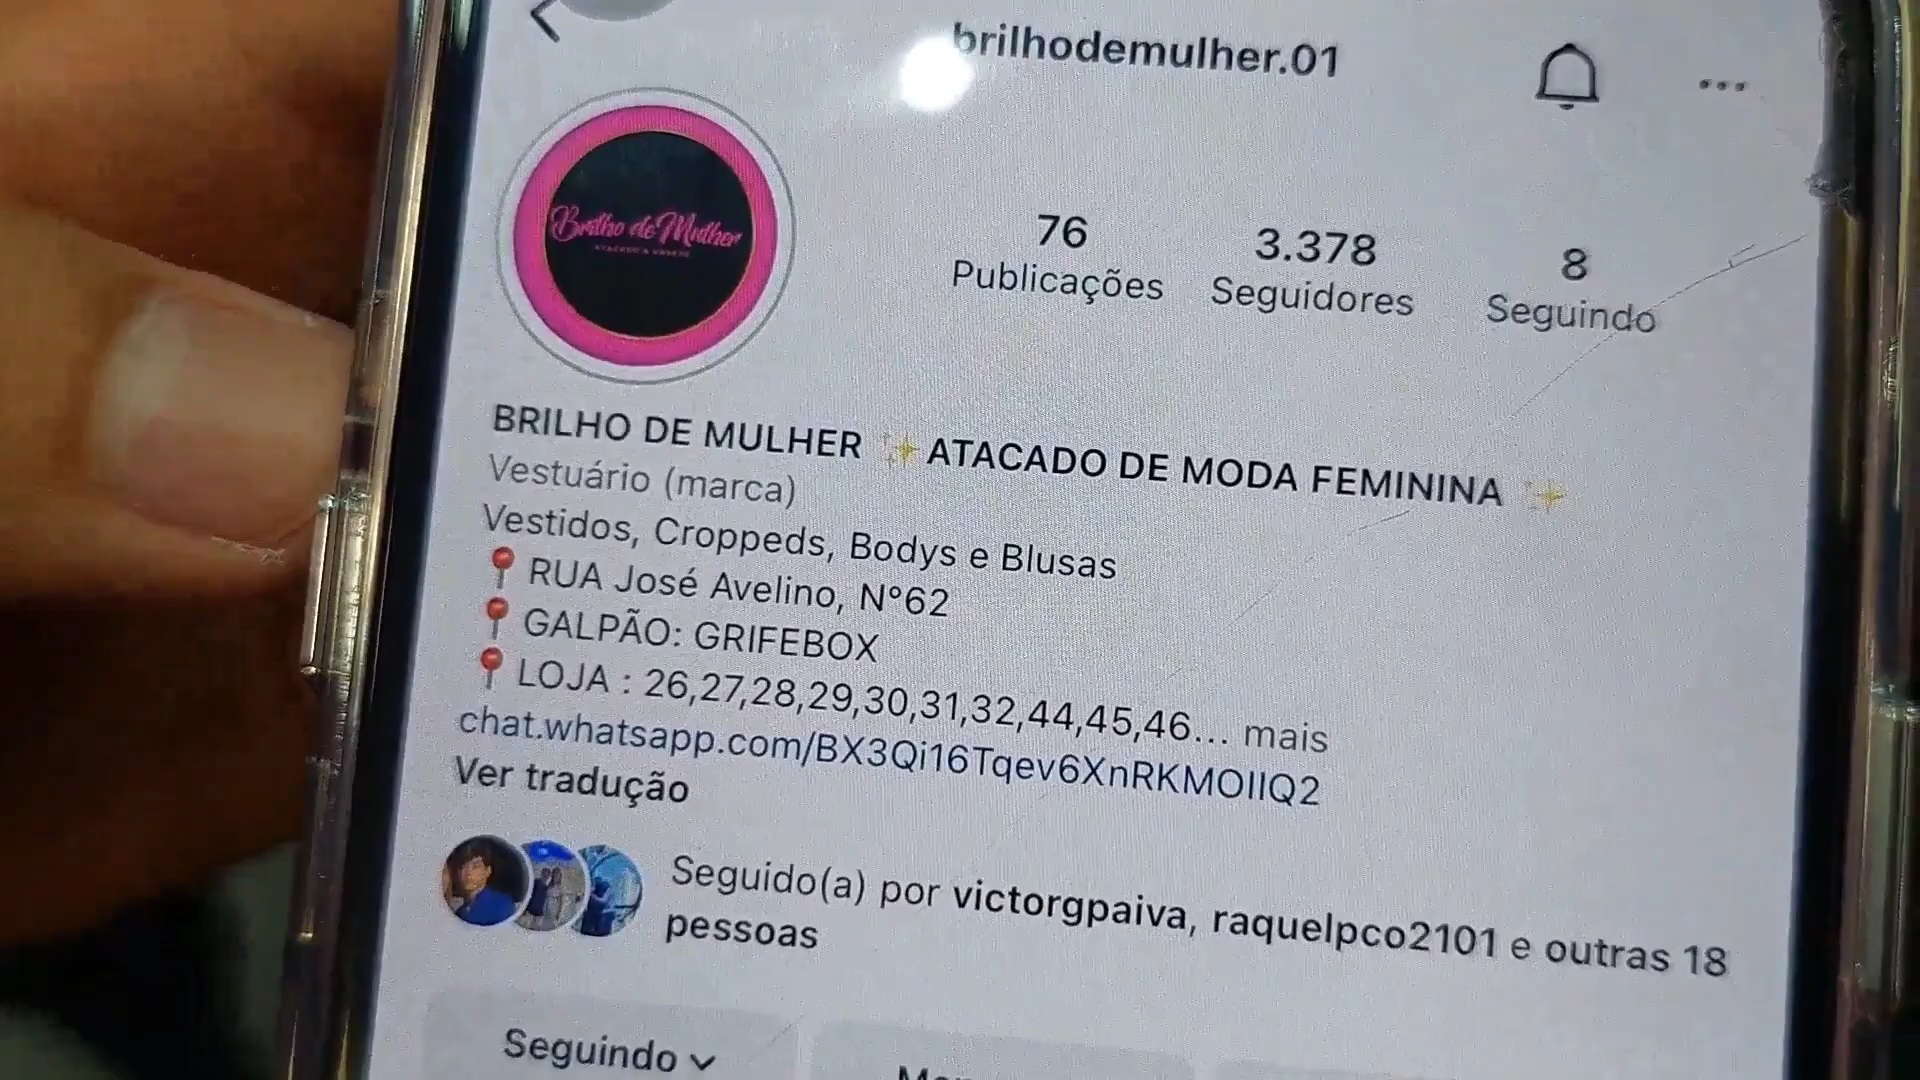 brilhodemulher.01
Brilho de Mulher
76
Publicações
3.378
Seguidores
8
Seguindo
BRILHO DE MULHER ✨ATACADO DE MODA FEMININA ✨
Vestuário (marca)
Vestidos, Croppeds, Bodys e Blusas
📍RUA José Avelino, Nº62
📍GALPÃO: GRIFEBOX
📍LOJA : 26,27,28,29,30,31,32,44,45,46... mais
chat.whatsapp.com/BX3Qi16Tqev6XnRKMOIIQ2
Ver tradução
Seguido(a) por victorgpaiva, raquelpco2101 e outras 18
pessoas
Seguindo